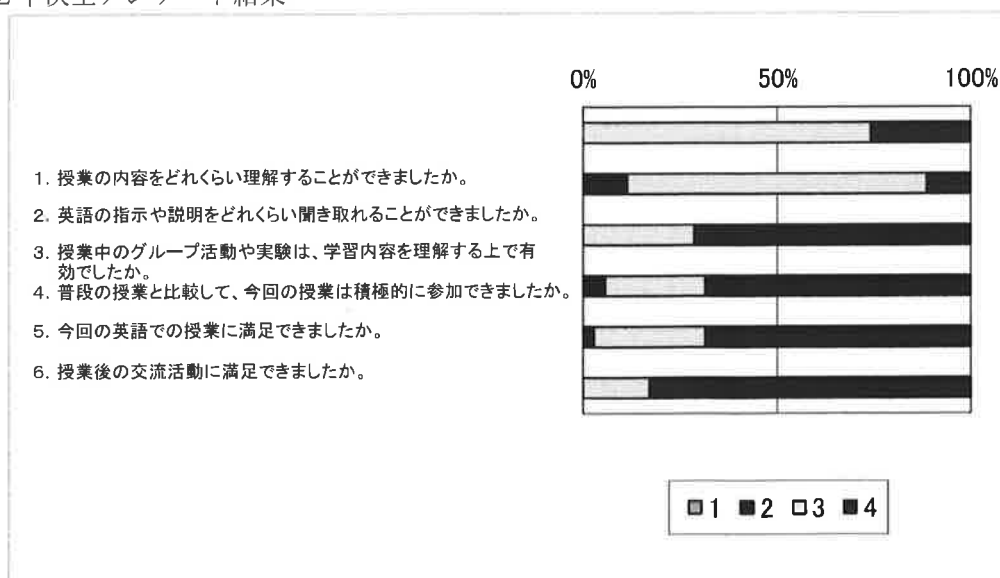 0% 50% 100%
1. 授業の内容をどれくらい理解することができましたか。
2. 英語の指示や説明をどれくらい聞き取れることができましたか。
3. 授業中のグループ活動や実験は、学習内容を理解する上で有
効でしたか。
4. 普段の授業と比較して、今回の授業は積極的に参加できましたか。
5. 今回の英語での授業に満足できましたか。
6. 授業後の交流活動に満足できましたか。
1 2 3 4